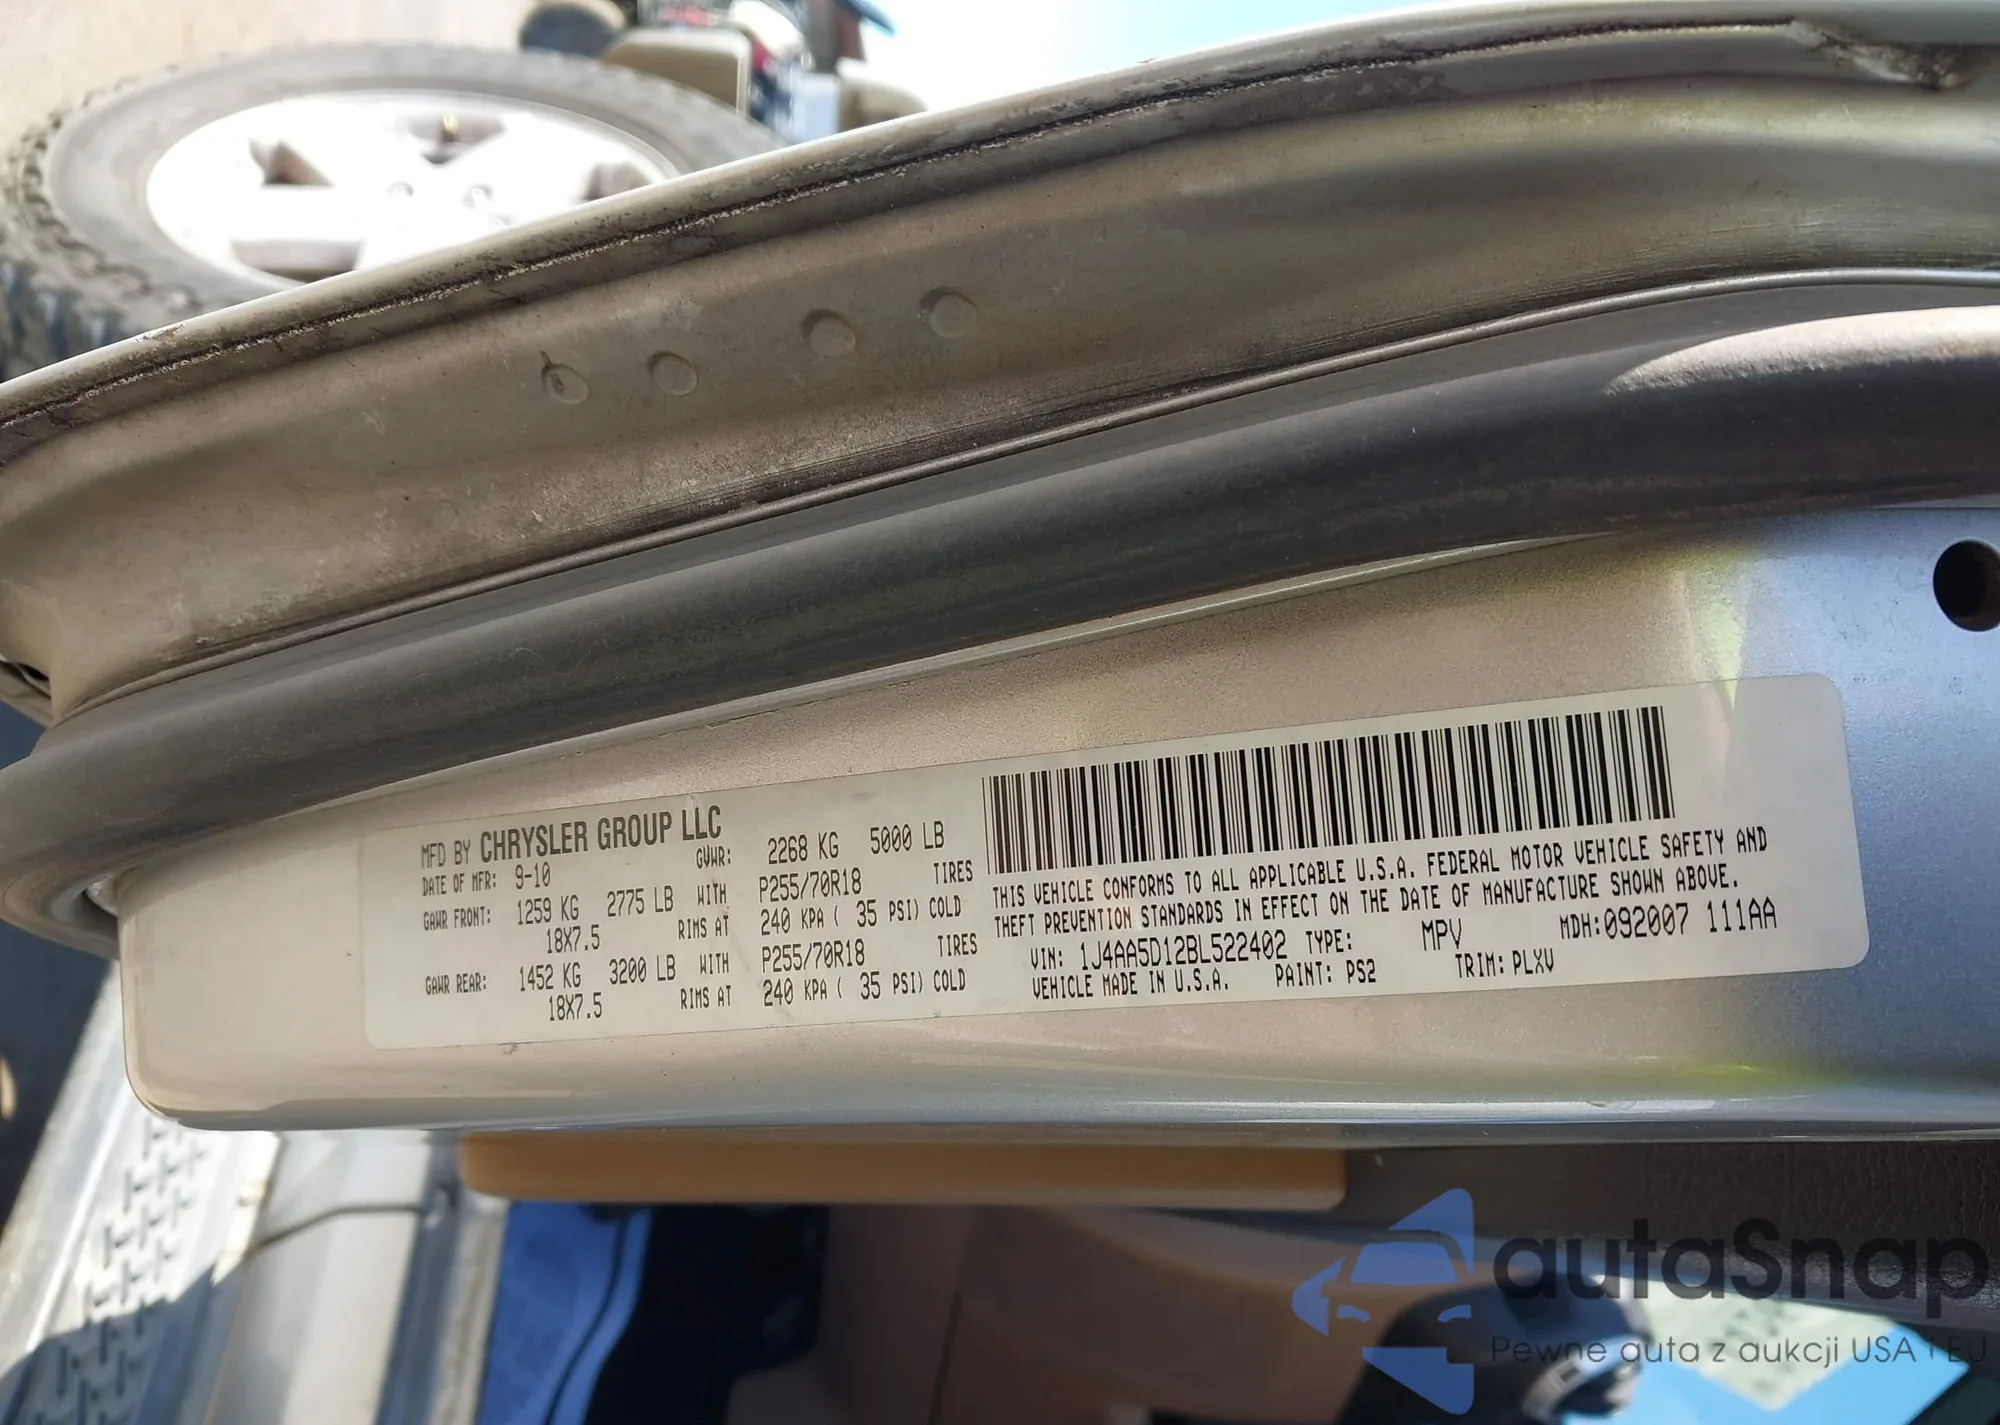 MFD BY CHRYSLER GROUP LLC
DATE OF MFR: 9-10 GVWR: 2268 KG 5000 LB
GAWR FRONT: 1259 KG 2775 LB WITH P255/70R18 TIRES
18X7.5 RIMS AT 240 KPA ( 35 PSI) COLD
GAWR REAR: 1452 KG 3200 LB WITH P255/70R18 TIRES
18X7.5 RIMS AT 240 KPA ( 35 PSI) COLD
THIS VEHICLE CONFORMS TO ALL APPLICABLE U.S.A. FEDERAL MOTOR VEHICLE SAFETY AND
THEFT PREVENTION STANDARDS IN EFFECT ON THE DATE OF MANUFACTURE SHOWN ABOVE.
VIN: 1J4AA5D12BL522402 TYPE: MPV MDH:092007 111AA
VEHICLE MADE IN U.S.A. PAINT: PS2 TRIM: PLXV
autaSnap
Pewne auta z aukcji USA i EU